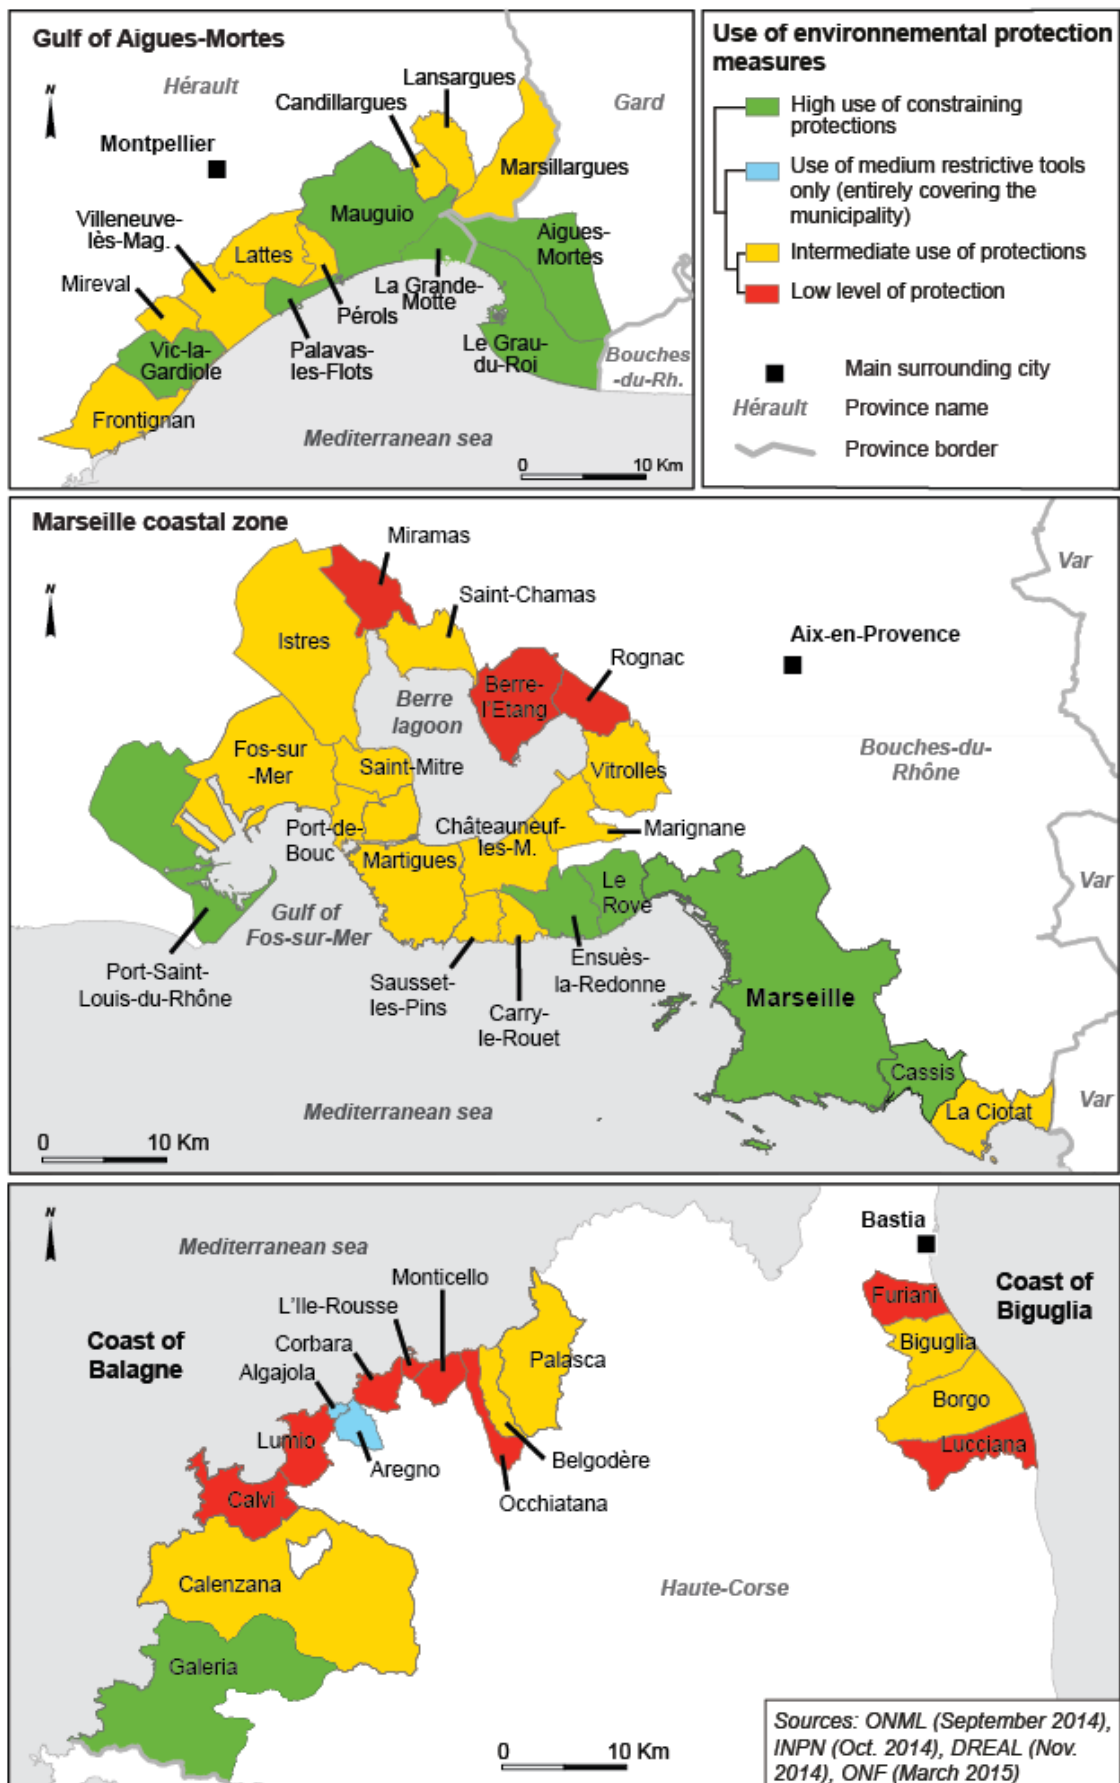 Gulf of Aigues-Mortes
N
Hérault
Gard
Montpellier
Lansargues
Candillargues
Marsillargues
Mauguio
Villeneuve-
lès-Mag.
Lattes
Mireval
Aigues-
Mortes
La Grande-
Motte
Pérols
Palavas-
les-Flots
Le Grau-
du-Roi
Vic-la-
Gardiole
Frontignan
Bouches
-du-Rh.
Mediterranean sea
0 10 Km
Use of environnemental protection
measures
High use of constraining
protections
Use of medium restrictive tools
only (entirely covering the
municipality)
Intermediate use of protections
Low level of protection
Main surrounding city
Hérault Province name
Province border
Marseille coastal zone
N
Miramas
Saint-Chamas
Istres
Rognac
Aix-en-Provence
Var
Berre
lagoon
Berre-
l'Etang
Fos-sur
-Mer
Saint-Mitre
Vitrolles
Bouches-du-
Rhône
Port-de-
Bouc
Châteauneuf-
les-M.
Marignane
Martigues
Le
Rove
Var
Gulf of
Fos-sur-Mer
Port-Saint-
Louis-du-Rhône
Sausset-
les-Pins
Carry-
le-Rouet
Ensuès-
la-Redonne
Marseille
Cassis
La Ciotat
Var
Mediterranean sea
0 10 Km
N
Mediterranean sea
Bastia
Monticello
L'Ile-Rousse
Corbara
Algajola
Coast of
Balagne
Furiani
Coast of
Biguglia
Biguglia
Palasca
Borgo
Lumio
Lucciana
Aregno
Belgodère
Occhiatana
Calvi
Calenzana
Haute-Corse
Galeria
0 10 Km
Sources: ONML (September 2014),
INPN (Oct. 2014), DREAL (Nov.
2014), ONF (March 2015)